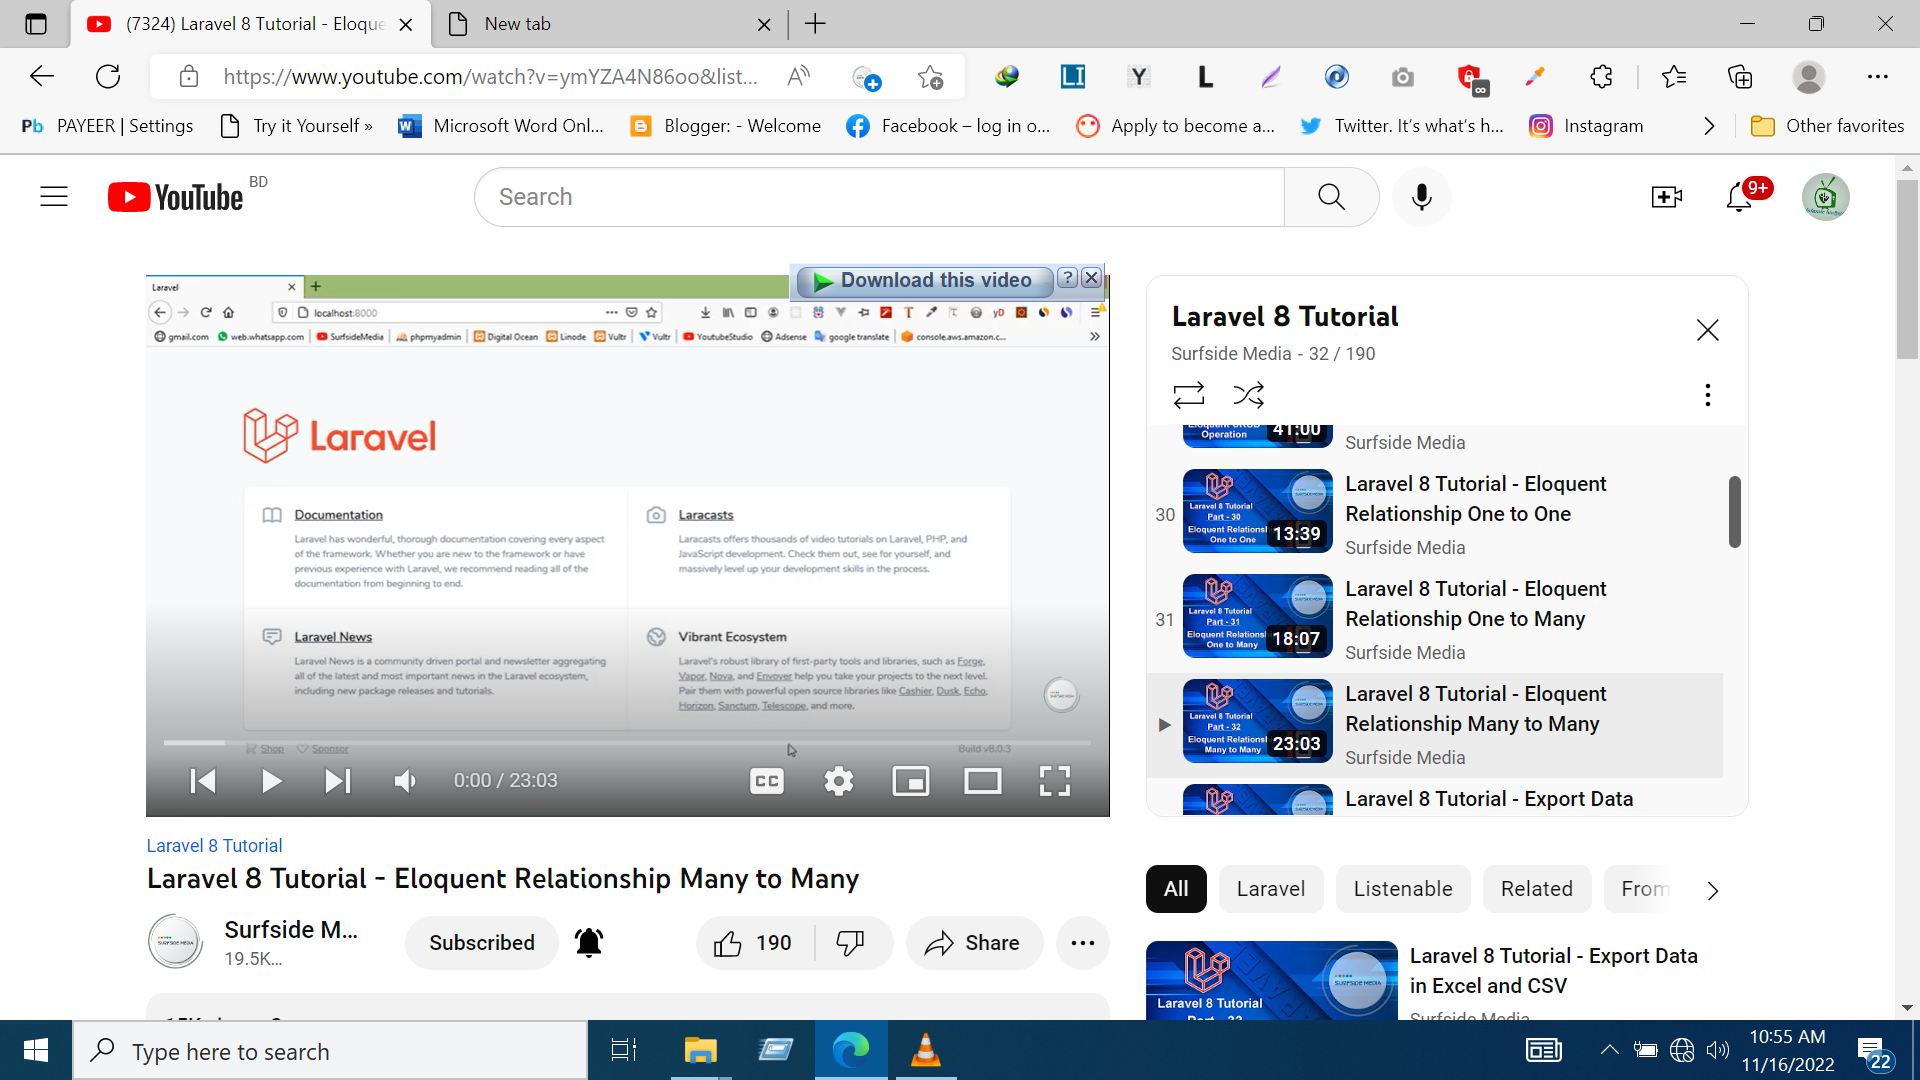 (7324) Laravel 8 Tutorial - Eloque
New tab
https://www.youtube.com/watch?v=ymYZA4N86oo&list...
PAYEER | Settings
Try it Yourself »
Microsoft Word Onl...
Blogger: - Welcome
Facebook – log in o...
Apply to become a...
Twitter. It's what's h...
Instagram
Other favorites
YouTube BD
Search
9+
Download this video
Laravel
localhost:8000
gmail.com
web.whatsapp.com
SurfsideMedia
phpmyadmin
Digital Ocean
Linode
Vultr
Vultr
YoutubeStudio
Adsense
google translate
console.aws.amazon.c...
Laravel
Documentation
Laravel has wonderful, thorough documentation covering every aspect
of the framework. Whether you are new to the framework or have
previous experience with Laravel, we recommend reading all of the
documentation from beginning to end.
Laracasts
Laracasts offers thousands of video tutorials on Laravel, PHP, and
JavaScript development. Check them out, see for yourself, and
massively level up your development skills in the process.
Laravel News
Laravel News is a community driven portal and newsletter aggregating
all of the latest and most important news in the Laravel ecosystem,
including new package releases and tutorials.
Vibrant Ecosystem
Laravel's robust library of first-party tools and libraries, such as Forge,
Vapor, Nova, and Envoyer help you take your projects to the next level.
Pair them with powerful open source libraries like Cashier, Dusk, Echo,
Horizon, Sanctum, Telescope, and more.
Shop
Sponsor
Build v8.0.3
0:00 / 23:03
CC
Laravel 8 Tutorial
Laravel 8 Tutorial - Eloquent Relationship Many to Many
Surfside M...
19.5K...
Subscribed
190
Share
Laravel 8 Tutorial
Surfside Media - 32 / 190
Operation
41:00
Surfside Media
30
Laravel 8 Tutorial
Part - 30
Eloquent Relationsl
One to One
13:39
Laravel 8 Tutorial - Eloquent
Relationship One to One
Surfside Media
31
Laravel 8 Tutorial
Part - 31
Eloquent Relationsl
One to Many
18:07
Laravel 8 Tutorial - Eloquent
Relationship One to Many
Surfside Media
Laravel 8 Tutorial
Part - 32
Eloquent Relationsl
Many to Many
23:03
Laravel 8 Tutorial - Eloquent
Relationship Many to Many
Surfside Media
Laravel 8 Tutorial - Export Data
All
Laravel
Listenable
Related
From
Laravel 8 Tutorial
SURFSIDE MEDIA
Laravel 8 Tutorial - Export Data
in Excel and CSV
Surfside Media
Type here to search
10:55 AM
11/16/2022
22